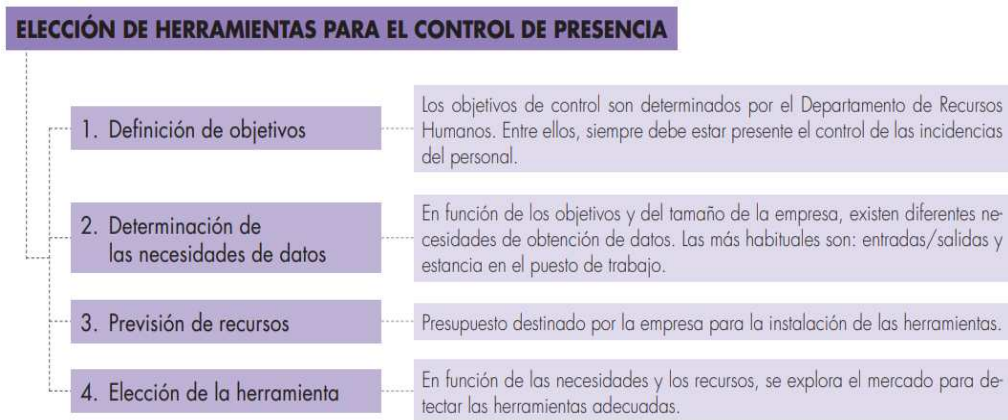 ELECCIÓN DE HERRAMIENTAS PARA EL CONTROL DE PRESENCIA
1. Definición de objetivos
Los objetivos de control son determinados por el Departamento de Recursos
Humanos. Entre ellos, siempre debe estar presente el control de las incidencias
del personal.
2. Determinación de
las necesidades de datos
En función de los objetivos y del tamaño de la empresa, existen diferentes ne-
cesidades de obtención de datos. Las más habituales son: entradas/salidas y
estancia en el puesto de trabajo.
3. Previsión de recursos
Presupuesto destinado por la empresa para la instalación de las herramientas.
4. Elección de la herramienta
En función de las necesidades y los recursos, se explora el mercado para de-
tectar las herramientas adecuadas.